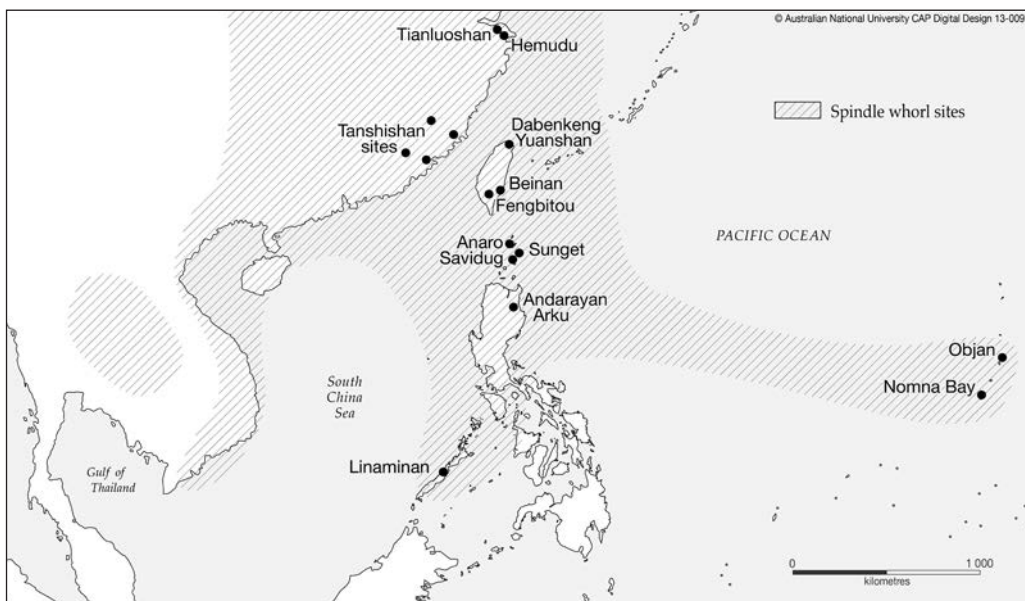 © Australian National University CAP Digital Design 13-009
Tianluoshan
Hemudu
Spindle whorl sites
Tanshishan
sites
Dabenkeng
Yuanshan
Beinan
Fengbitou
PACIFIC OCEAN
Anaro
Sunget
Savidug
Andarayan
Arku
Objan
Nomna Bay
South
China
Sea
Linaminan
Gulf of
Thailand
0
1 000
kilometres